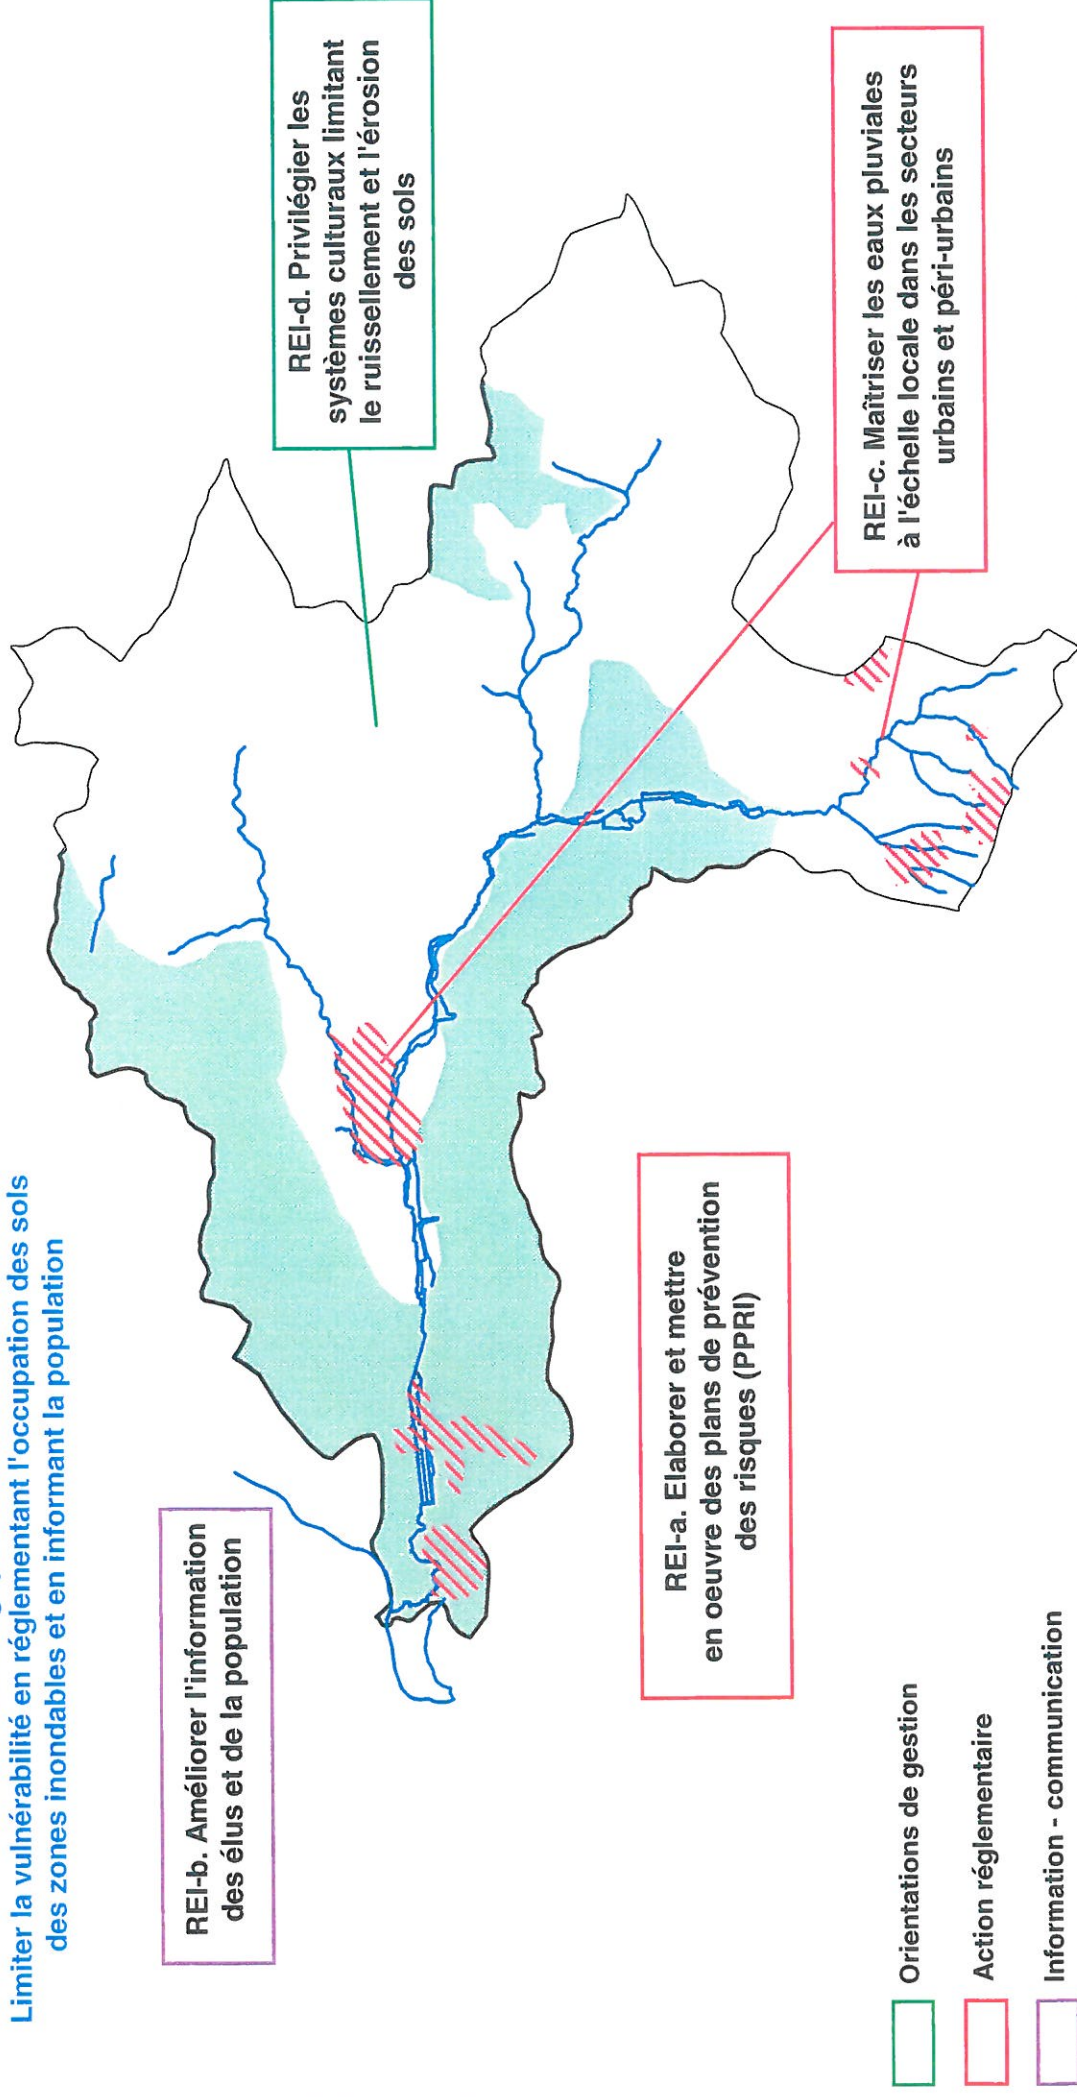 Limiter la vulnérabilité en réglementant l'occupation des sols
des zones inondables et en informant la population
REI-b. Améliorer l'information
des élus et de la population
REI-d. Privilégier les
systèmes culturaux limitant
le ruissellement et l'érosion
des sols
REI-a. Elaborer et mettre
en oeuvre des plans de prévention
des risques (PPRI)
REI-c. Maîtriser les eaux pluviales
à l'échelle locale dans les secteurs
urbains et péri-urbains
Orientations de gestion
Action réglementaire
Information - communication